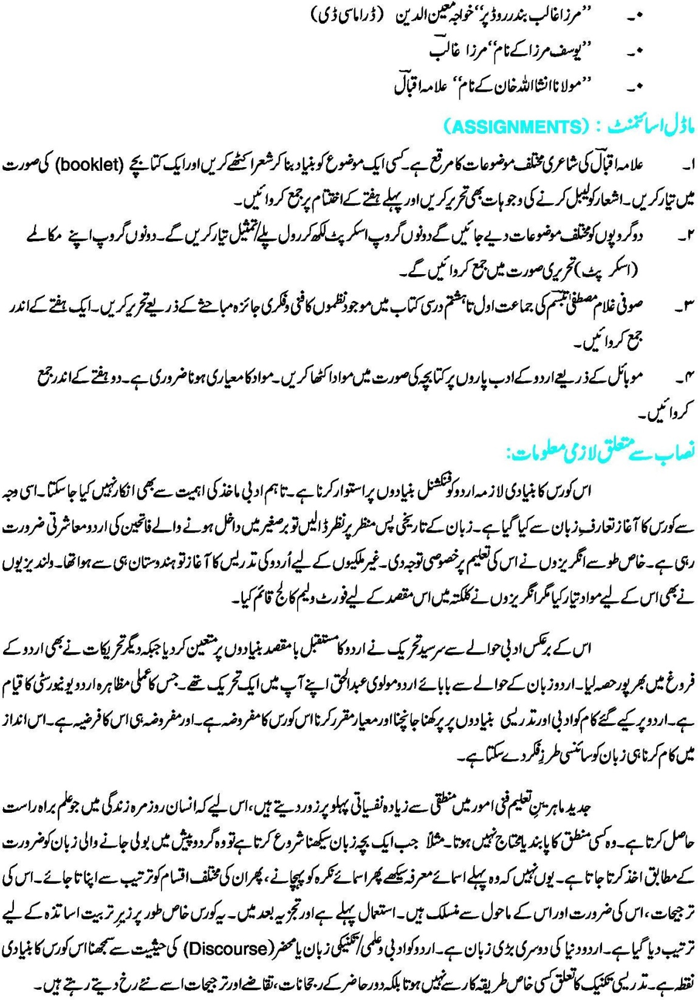 ۰۔ ”مرزا غالب بندر روڈ پر“ خواجہ معین الدین (ڈراما سی ڈی)
۰۔ ”یوسف مرزا کے نام“ مرزا غالبؔ
۰۔ ”مولانا انشا اللہ خان کے نام“ علامہ اقبالؔ
ماڈل اسائنمنٹ : (ASSIGNMENTS)
۱۔ علامہ اقبالؔ کی شاعری مختلف موضوعات کا مرقع ہے۔ کسی ایک موضوع کو بنیاد بنا کر شعر اکٹھے کریں اور ایک کتابچے (booklet) کی صورت
میں تیار کریں۔ اشعار کو لیبل کرنے کی وجوہات بھی تحریر کریں اور پہلے ہفتے کے اختتام پر جمع کروائیں۔
۲۔ دو گروپوں کو مختلف موضوعات دیے جائیں گے دونوں گروپ اسکرپٹ لکھ کر رول پلے/تمثیل تیار کریں گے۔ دونوں گروپ اپنے مکالمے
(اسکرپٹ) تحریری صورت میں جمع کروائیں گے۔
۳۔ صوفی غلام مصطفیٰ تبسمؔ کی جماعت اول تا ہشتم درسی کتاب میں موجود نظموں کا فنی و فکری جائزہ مباحثے کے ذریعے تحریر کریں۔ ایک ہفتے کے اندر
جمع کروائیں۔
۴۔ موبائل کے ذریعے اردو کے ادب پاروں پر کتابچہ کی صورت میں مواد اکٹھا کریں۔ مواد کا معیاری ہونا ضروری ہے۔ دو ہفتے کے اندر جمع
کروائیں۔
نصاب سے متعلق لازمی معلومات:
اس کورس کا بنیادی لازمہ اردو کو فنکشنل بنیادوں پر استوار کرنا ہے۔ تاہم ادبی ماخذ کی اہمیت سے بھی انکار نہیں کیا جا سکتا۔ اسی وجہ
سے کورس کا آغاز تعارفِ زبان سے کیا گیا ہے۔ زبان کے تاریخی پس منظر پر نظر ڈالیں تو برصغیر میں داخل ہونے والے فاتحین کی اردو معاشرتی ضرورت
رہی ہے۔ خاص طو سے انگریزوں نے اس کی تعلیم پر خصوصی توجہ دی۔ غیر ملکیوں کے لیے اُردو کی تدریس کا آغاز تو ہندوستان ہی سے ہوا تھا۔ ولندیزیوں
نے بھی اس کے لیے مواد تیار کیا مگر انگریزوں نے کلکتہ میں اس مقصد کے لیے فورٹ ولیم کالج قائم کیا۔
اس کے برعکس ادبی حوالے سے سرسید تحریک نے اردو کا مستقبل با مقصد بنیادوں پر متعین کر دیا جبکہ دیگر تحریکات نے بھی اردو کے
فروغ میں بھرپور حصہ لیا۔ اردو زبان کے حوالے سے بابائے اردو مولوی عبدالحق اپنے آپ میں ایک تحریک تھے۔ جس کا عملی مظاہرہ اردو یونیورسٹی کا قیام
ہے۔ اردو پر کیے گئے کام کو ادبی اور تدریسی بنیادوں پر پرکھنا جانچنا اور معیار مقرر کرنا اس کورس کا مفروضہ ہے۔ اور مفروضہ ہی اس کا فرضیہ ہے۔ اس انداز
میں کام کرنا ہی زبان کو سائنسی طرزِ فکر دے سکتا ہے۔
جدید ماہرینِ تعلیم فنی امور میں منطقی سے زیادہ نفسیاتی پہلو پر زور دیتے ہیں، اس لیے کہ انسان روزمرہ زندگی میں جو علم براہ راست
حاصل کرتا ہے۔ وہ کسی منطق کا پابند یا محتاج نہیں ہوتا۔ مثلاً جب ایک بچہ زبان سیکھنا شروع کرتا ہے تو وہ گرد و پیش میں بولی جانے والی زبان کو ضرورت
کے مطابق اخذ کرتا جاتا ہے۔ یوں نہیں کہ وہ پہلے اسمائے معرفہ سیکھے پھر اسمائے نکرہ کو پہچانے، پھر ان کی مختلف اقسام کو ترتیب سے اپناتا جائے۔ اس کی
ترجیحات، اس کی ضرورت اور اس کے ماحول سے منسلک ہیں۔ استعمال پہلے ہے اور تجزیہ بعد میں۔ یہ کورس خاص طور پر زیرِ تربیت اساتذہ کے لیے
ترتیب دیا گیا ہے۔ اردو دنیا کی دوسری بڑی زبان ہے۔ اردو کو ادبی و علمی/تکنیکی زبان یا محضر (Discourse) کی حیثیت سے سمجھنا اس کورس کا بنیادی
نقطہ ہے۔ تدریسی تکنیک کا تعلق کسی خاص طریقہ کار سے نہیں ہوتا بلکہ دور حاضر کے رجحانات، تقاضے اور ترجیحات اسے نئے رخ دیتے رہتے ہیں۔